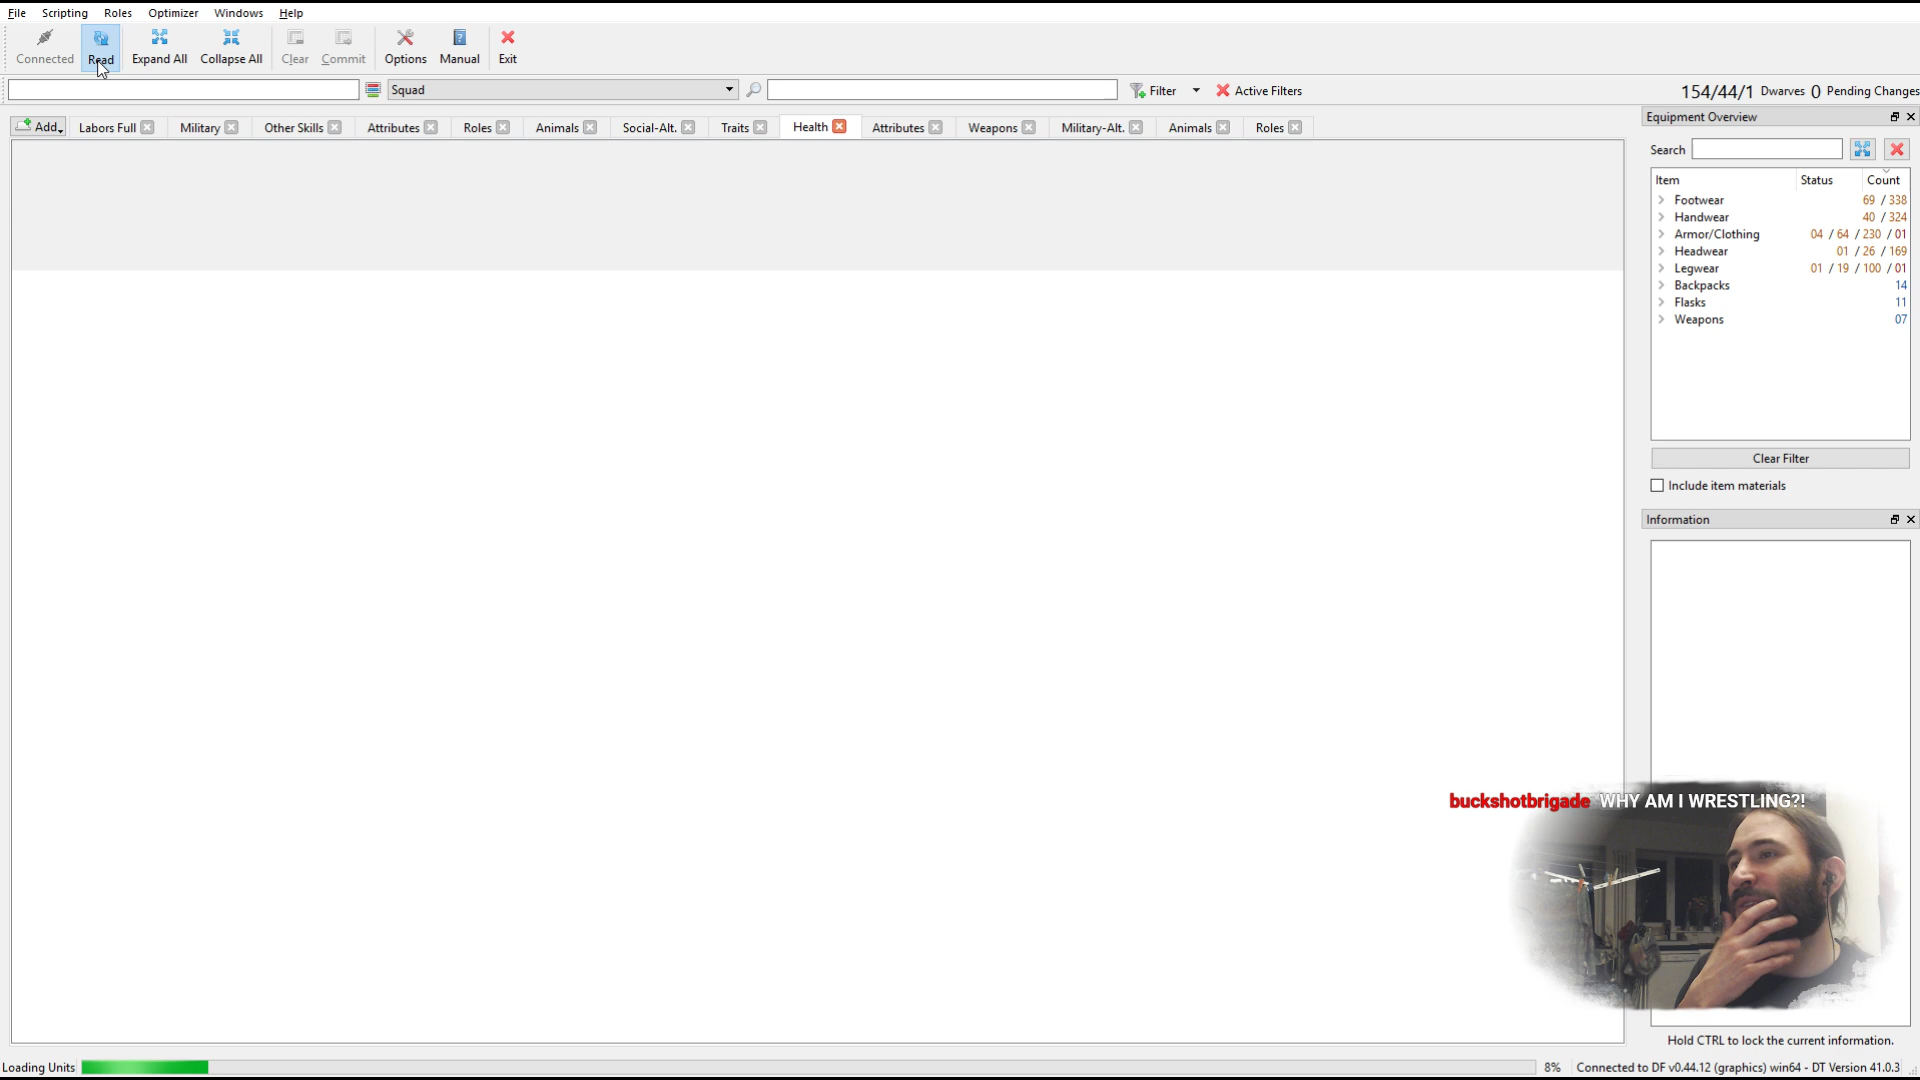 File Scripting Roles Optimizer Windows Help
Connected Read Expand All Collapse All Clear Commit Options Manual Exit
Squad Filter Active Filters 154/44/1 Dwarves 0 Pending Changes
Add Labors Full Military Other Skills Attributes Roles Animals Social-Alt. Traits Health Attributes Weapons Military-Alt. Animals Roles
Equipment Overview
Search
Item Status Count
Footwear 69 / 338
Handwear 40 / 324
Armor/Clothing 04 / 64 / 230 / 01
Headwear 01 / 26 / 169
Legwear 01 / 19 / 100 / 01
Backpacks 14
Flasks 11
Weapons 07
Clear Filter
Include item materials
Information
buckshotbrigade WHY AM I WRESTLING?!
Hold CTRL to lock the current information.
Loading Units 8% Connected to DF v0.44.12 (graphics) win64 - DT Version 41.0.3